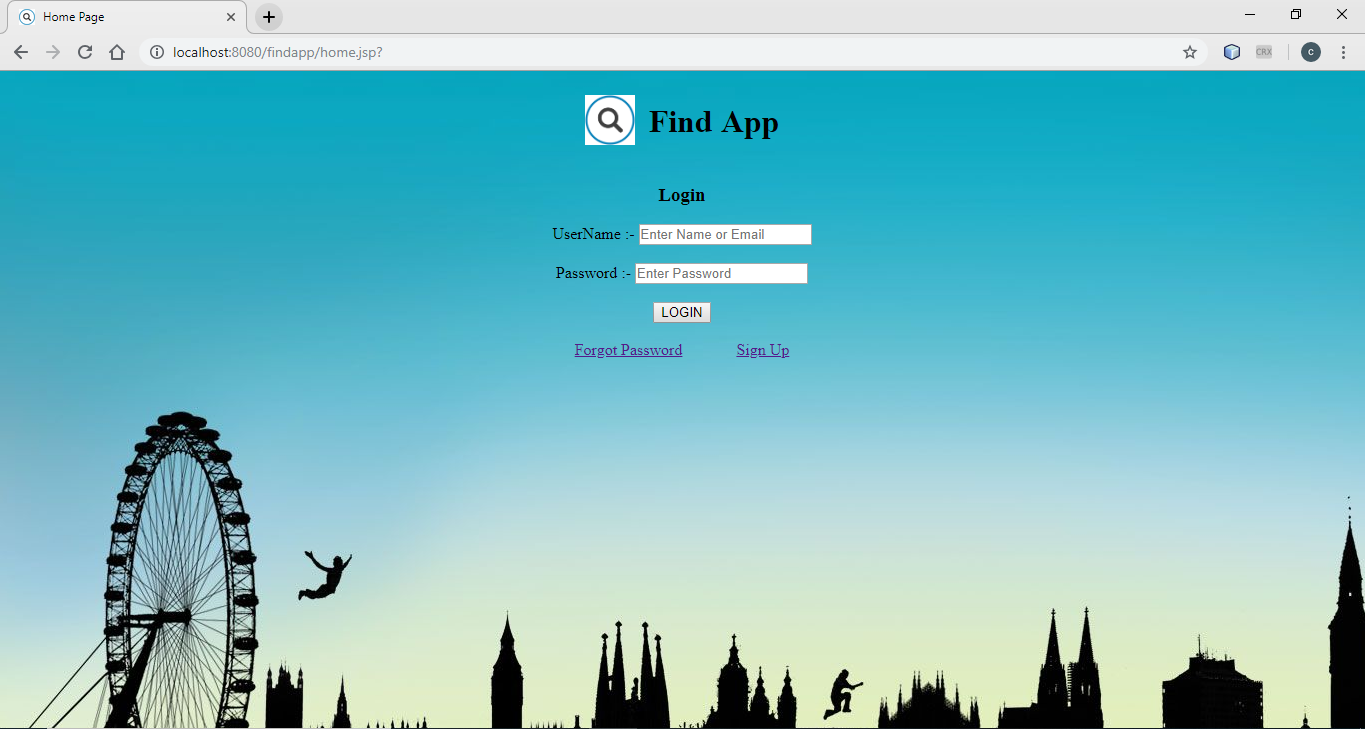 Home Page
localhost:8080/findapp/home.jsp?
CRX
c
Find App
Login
UserName :- Enter Name or Email
Password :- Enter Password
LOGIN
Forgot Password Sign Up